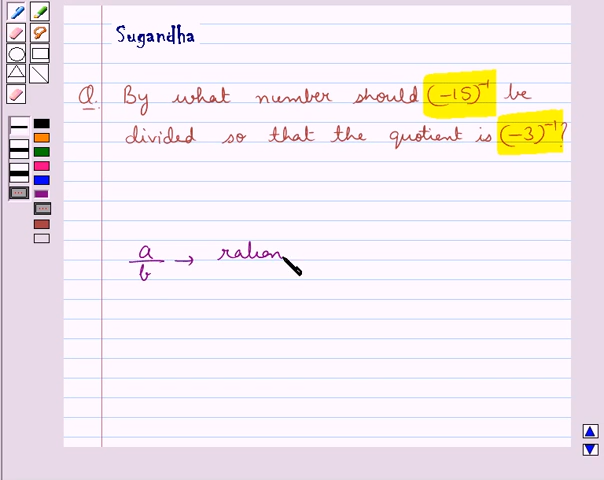 Sugandha
Q. By what number should (-15)⁻¹ be
divided so that the quotient is (-3)⁻¹?
a/b → ration